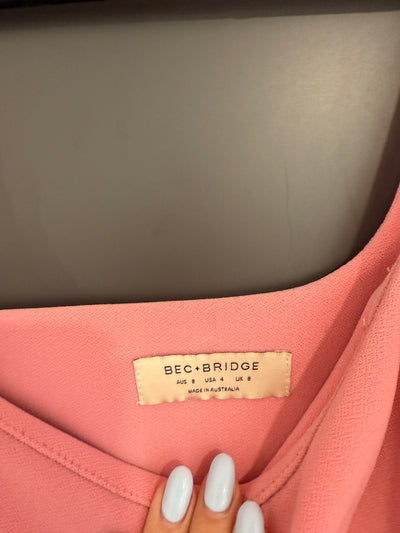 BEC+BRIDGE
AUS 8 USA 4 UK 8
MADE IN AUSTRALIA